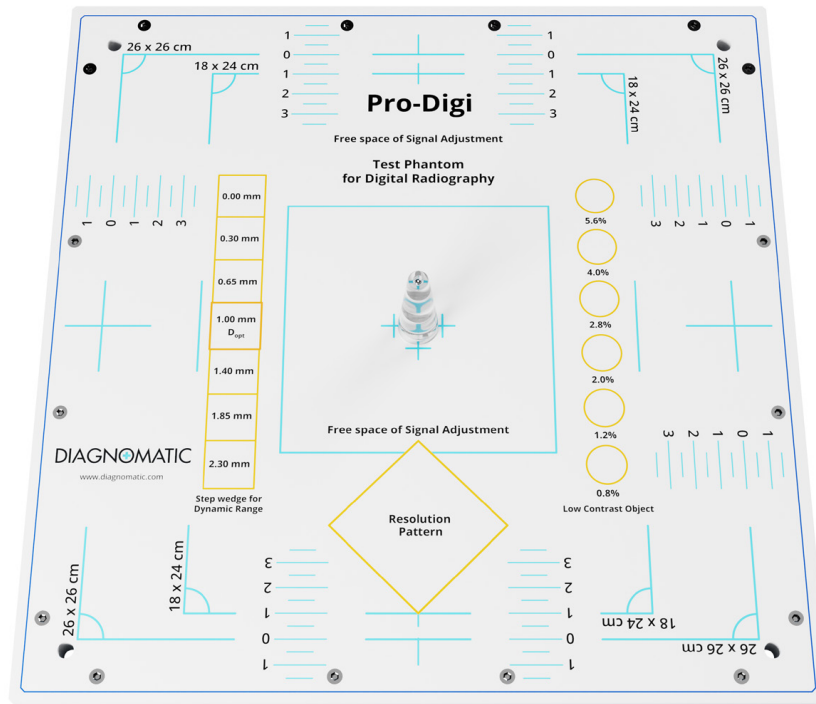 26 x 26 cm
18 x 24 cm
1
0
1
2
3
1
0
1
2
3
18 x 24 cm
26 x 26 cm
Pro-Digi
Free space of Signal Adjustment
Test Phantom
for Digital Radiography
1 0 1 2 3
3 2 1 0 1
0.00 mm
0.30 mm
0.65 mm
1.00 mm
Dopt
1.40 mm
1.85 mm
2.30 mm
Step wedge for
Dynamic Range
5.6%
4.0%
2.8%
2.0%
1.2%
0.8%
Low Contrast Object
Free space of Signal Adjustment
3 2 1 0 1
DIAGNOMATIC
www.diagnomatic.com
Resolution
Pattern
26 x 26 cm
18 x 24 cm
3
2
1
0
1
3
2
1
0
1
18 x 24 cm
26 x 26 cm